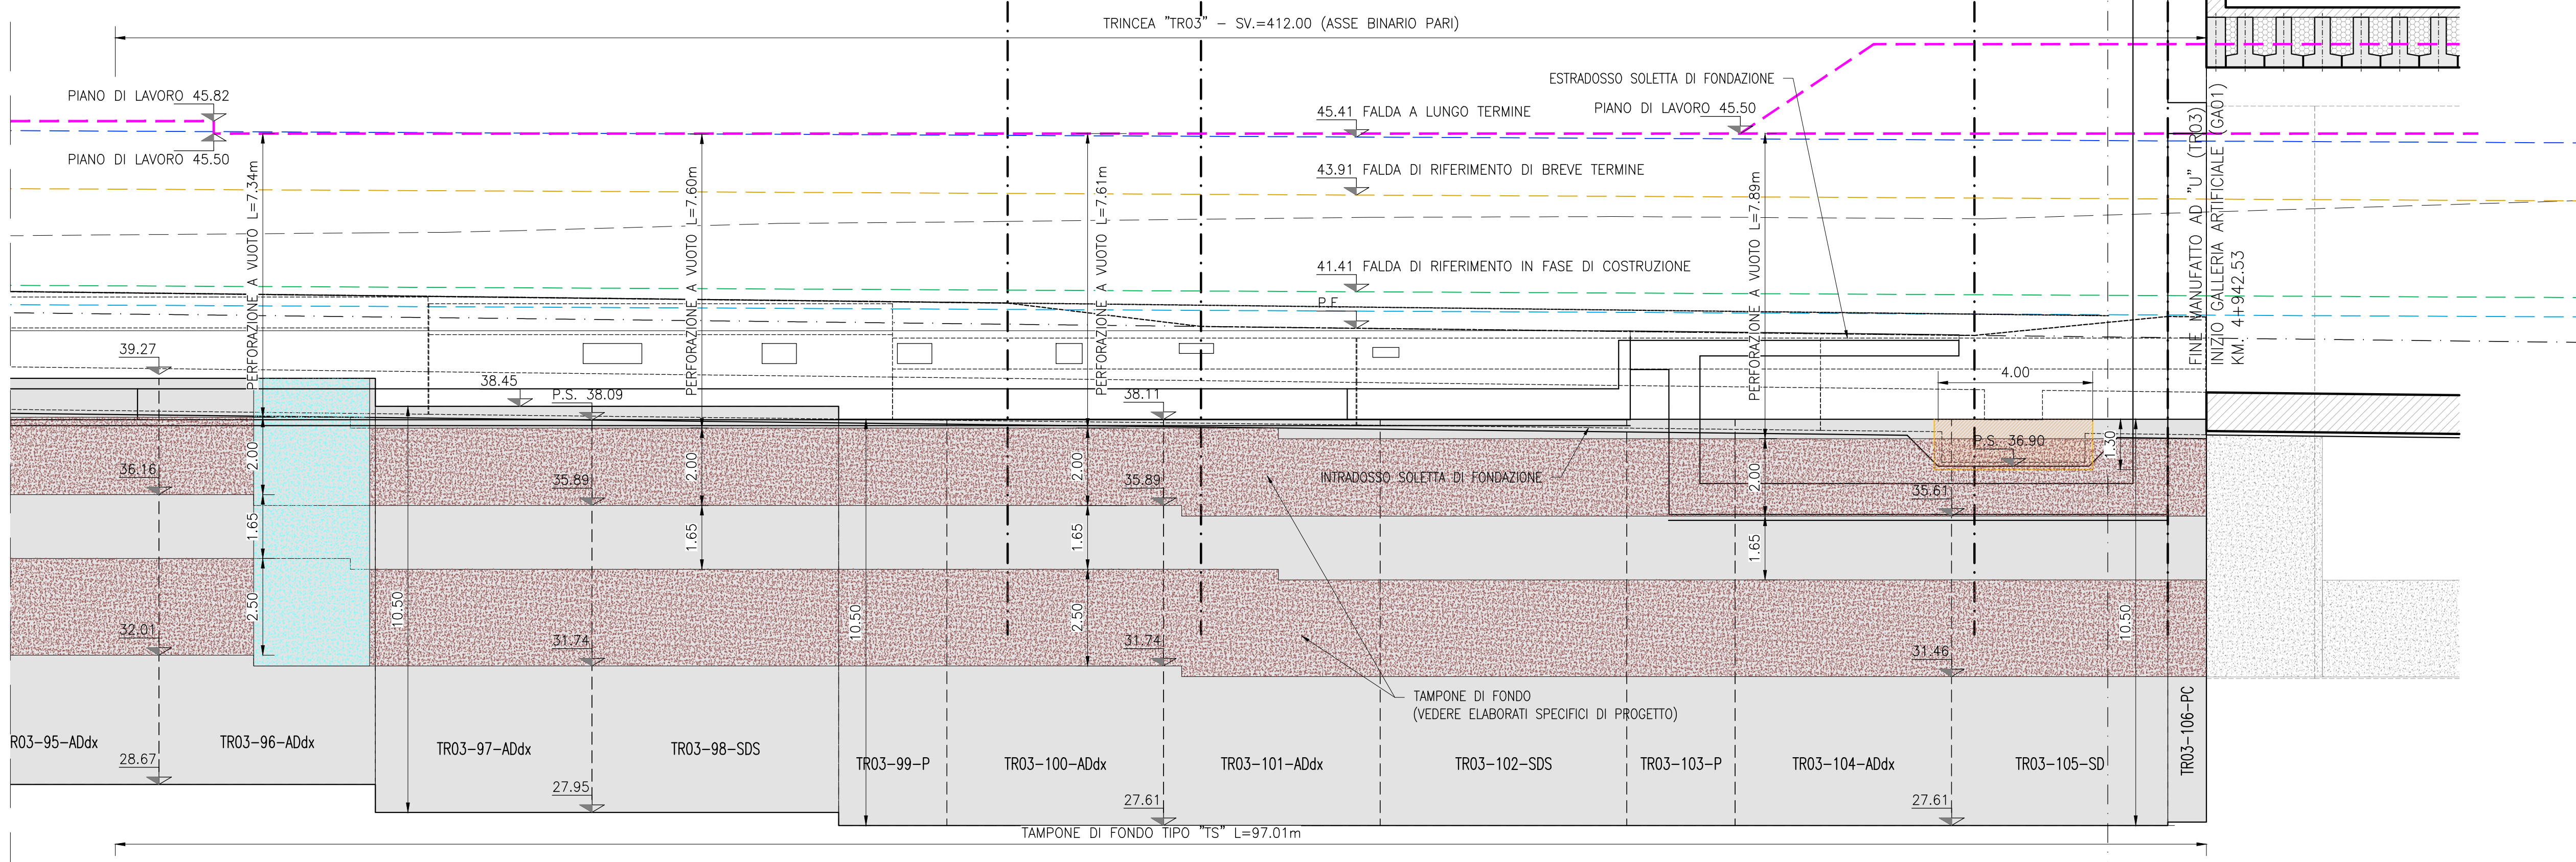 TRINCEA "TR03" – SV.=412.00 (ASSE BINARIO PARI)
ESTRADOSSO SOLETTA DI FONDAZIONE
PIANO DI LAVORO 45.82
45.41 FALDA A LUNGO TERMINE
PIANO DI LAVORO 45.50
PIANO DI LAVORO 45.50
43.91 FALDA DI RIFERIMENTO DI BREVE TERMINE
PERFORAZIONE A VUOTO L=7.34m
PERFORAZIONE A VUOTO L=7.60m
PERFORAZIONE A VUOTO L=7.61m
PERFORAZIONE A VUOTO L=7.89m
FINE MANUFATTO AD "U" (TR03)
INIZIO GALLERIA ARTIFICIALE (GA01)
KM. 4+942.53
41.41 FALDA DI RIFERIMENTO IN FASE DI COSTRUZIONE
P.F.
39.27
38.45
P.S. 38.09
38.11
4.00
P.S. 36.90
1.30
36.16
2.00
35.89
2.00
2.00
35.89
INTRADOSSO SOLETTA DI FONDAZIONE
2.00
35.61
1.65
1.65
1.65
1.65
2.50
10.50
10.50
2.50
10.50
32.01
31.74
31.74
31.46
TAMPONE DI FONDO
(VEDERE ELABORATI SPECIFICI DI PROGETTO)
R03-95-ADdx
TR03-96-ADdx
TR03-97-ADdx
TR03-98-SDS
TR03-99-P
TR03-100-ADdx
TR03-101-ADdx
TR03-102-SDS
TR03-103-P
TR03-104-ADdx
TR03-105-SD
TR03-106-PC
28.67
27.95
27.61
27.61
TAMPONE DI FONDO TIPO "TS" L=97.01m